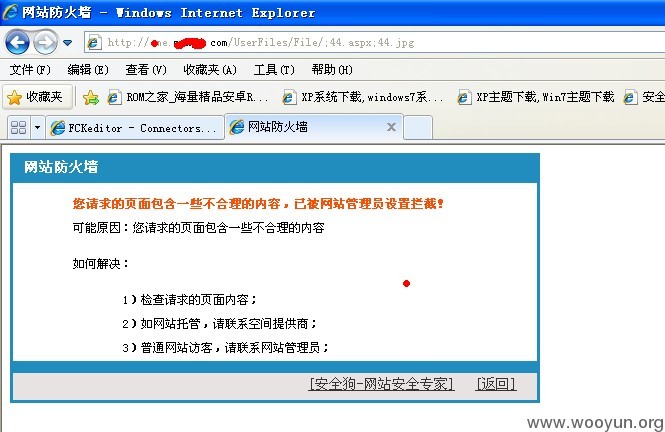 网站防火墙 - Windows Internet Explorer
http://
com/UserFiles/File/;44.aspx;44.jpg
文件(F) 编辑(E) 查看(V) 收藏夹(A) 工具(T) 帮助(H)
收藏夹 ROM之家_海量精品安卓R... XP系统下载,windows7系... XP主题下载,Win7主题下载 安全
FCKeditor - Connectors... 网站防火墙
网站防火墙
您请求的页面包含一些不合理的内容,已被网站管理员设置拦截!
可能原因:您请求的页面包含一些不合理的内容
如何解决:
1)检查请求的页面内容;
2)如网站托管,请联系空间提供商;
3)普通网站访客,请联系网站管理员;
[安全狗-网站安全专家] [返回]
www.wooyun.org